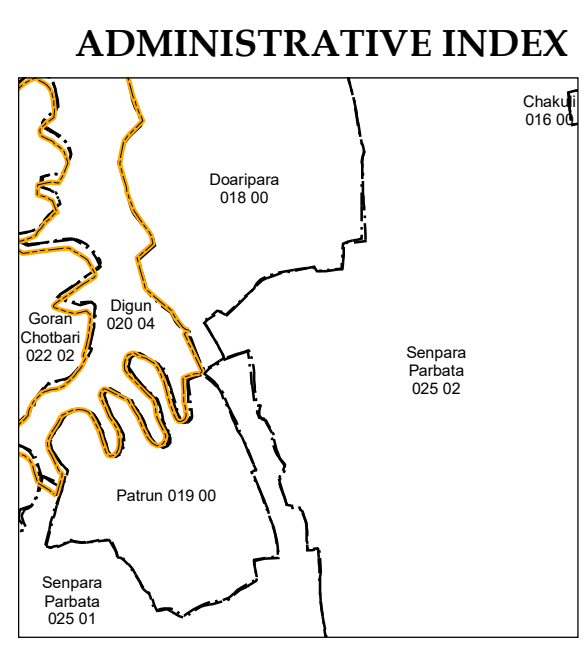 ADMINISTRATIVE INDEX
Chakuli
016 00
Doaripara
018 00
Digun
020 04
Goran
Chotbari
022 02
Senpara
Parbata
025 02
Patrun 019 00
Senpara
Parbata
025 01